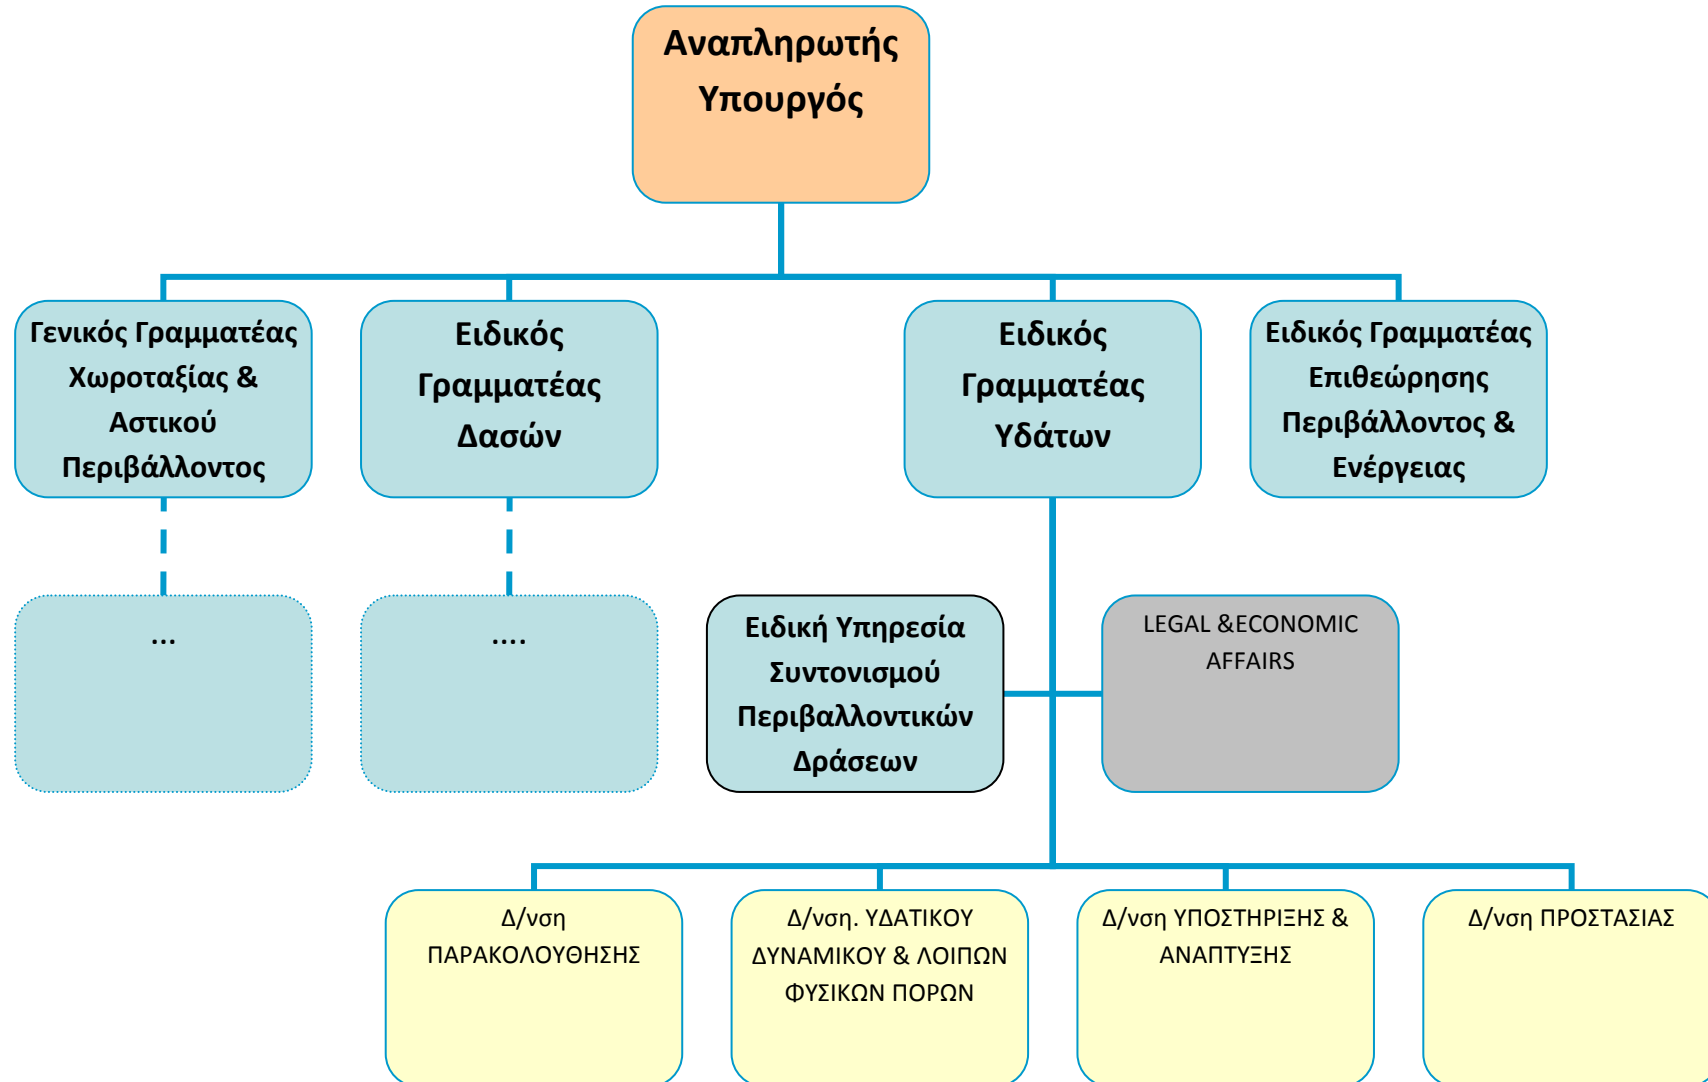 Αναπληρωτής
Υπουργός
Γενικός Γραμματέας
Χωροταξίας &
Αστικού
Περιβάλλοντος
Ειδικός
Γραμματέας
Δασών
Ειδικός
Γραμματέας
Υδάτων
Ειδικός Γραμματέας
Επιθεώρησης
Περιβάλλοντος &
Ενέργειας
...
....
Ειδική Υπηρεσία
Συντονισμού
Περιβαλλοντικών
Δράσεων
LEGAL &ECONOMIC
AFFAIRS
Δ/νση
ΠΑΡΑΚΟΛΟΥΘΗΣΗΣ
Δ/νση. ΥΔΑΤΙΚΟΥ
ΔΥΝΑΜΙΚΟΥ & ΛΟΙΠΩΝ
ΦΥΣΙΚΩΝ ΠΟΡΩΝ
Δ/νση ΥΠΟΣΤΗΡΙΞΗΣ &
ΑΝΑΠΤΥΞΗΣ
Δ/νση ΠΡΟΣΤΑΣΙΑΣ